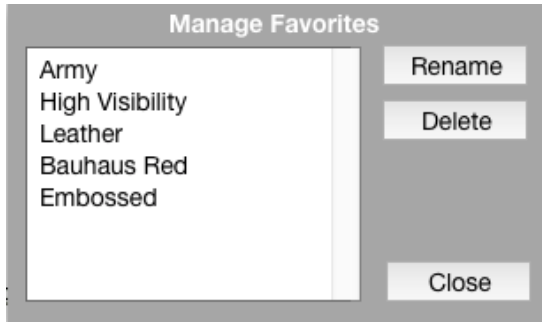 Manage Favorites
Army
High Visibility
Leather
Bauhaus Red
Embossed
Rename
Delete
Close